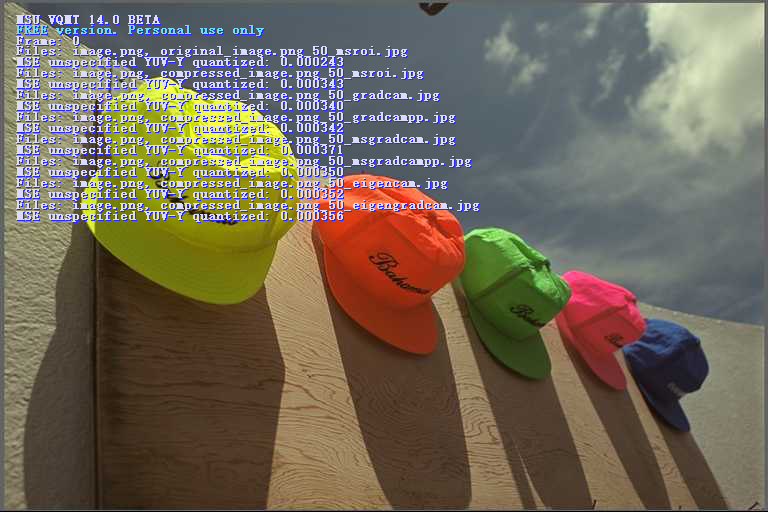 MSU VQMT 14.0 BETA
FREE version. Personal use only
Frame: 0
Files: image.png, original_image.png_50_msroi.jpg
MSE unspecified YUV-Y quantized: 0.000243
Files: image.png, compressed_image.png_50_msroi.jpg
MSE unspecified YUV-Y quantized: 0.000343
Files: image.png, compressed_image.png_50_gradcam.jpg
MSE unspecified YUV-Y quantized: 0.000340
Files: image.png, compressed_image.png_50_gradcampp.jpg
MSE unspecified YUV-Y quantized: 0.000342
Files: image.png, compressed_image.png_50_msgradcam.jpg
MSE unspecified YUV-Y quantized: 0.000371
Files: image.png, compressed_image.png_50_msgradcampp.jpg
MSE unspecified YUV-Y quantized: 0.000350
Files: image.png, compressed_image.png_50_eigencam.jpg
MSE unspecified YUV-Y quantized: 0.000352
Files: image.png, compressed_image.png_50_eigengradcam.jpg
MSE unspecified YUV-Y quantized: 0.000356
Bahamas